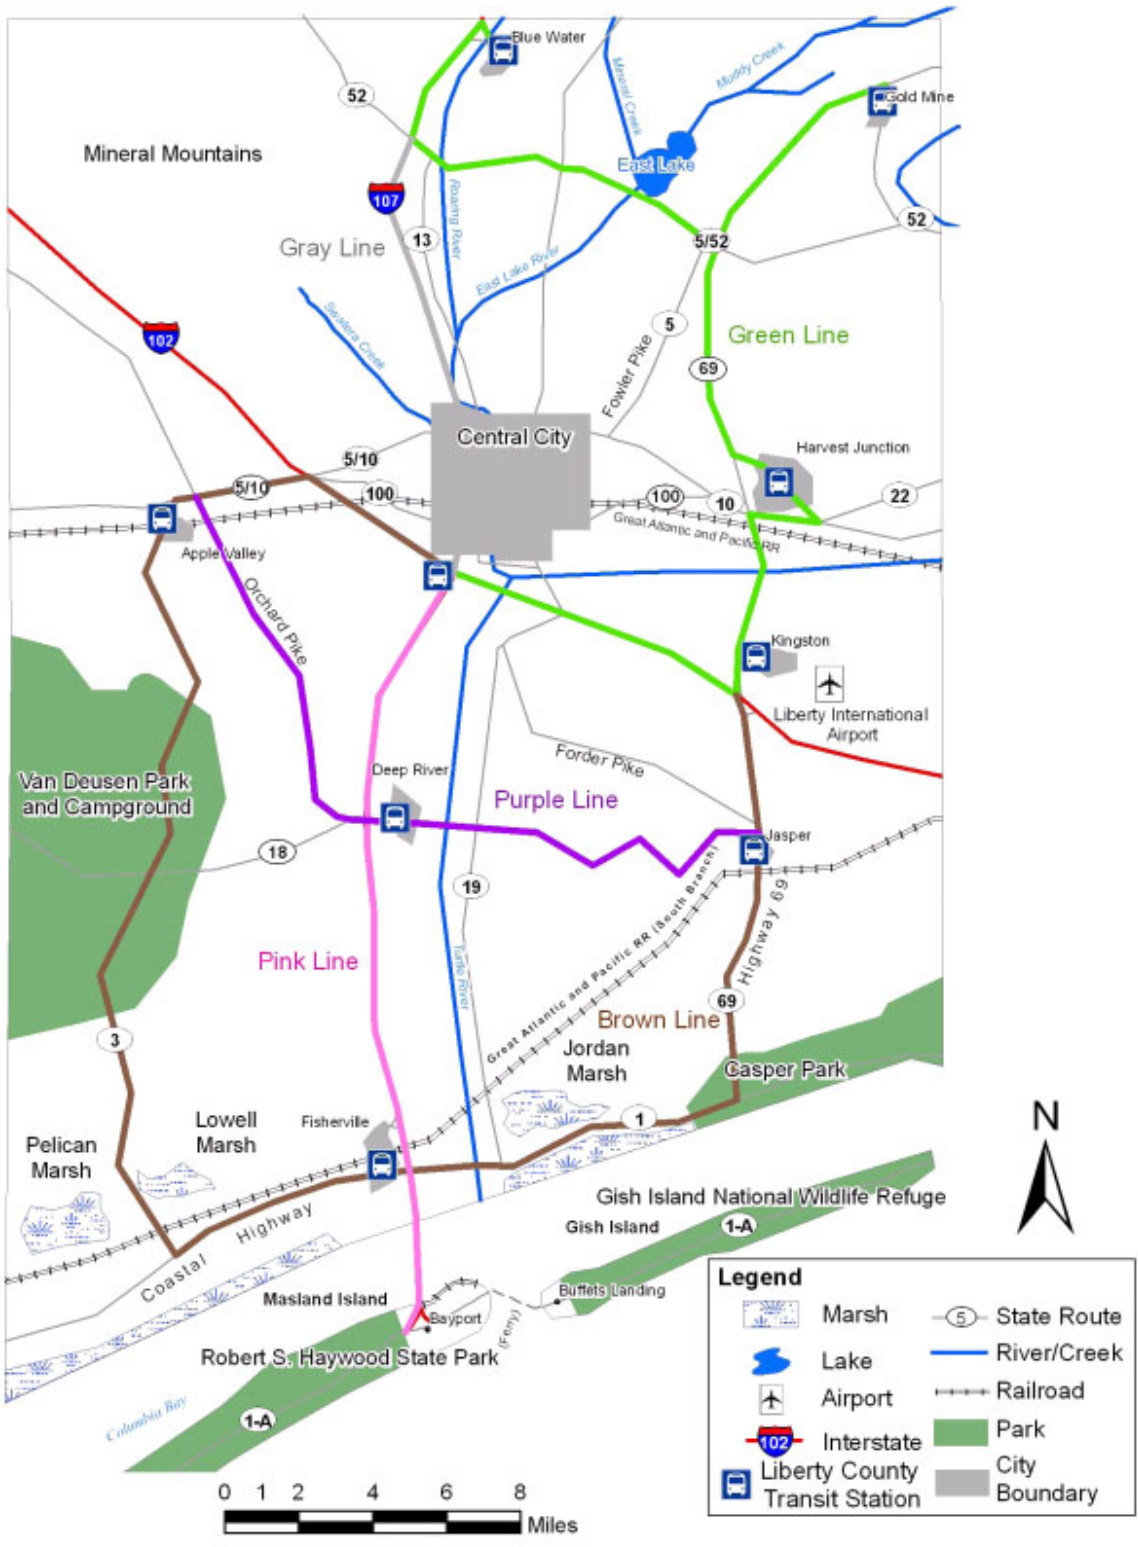 Blue Water
52
Mineral Creek
Muddy Creek
Gold Mine
Mineral Mountains
East Lake
107
Roaring River
52
Gray Line
13
5/52
East Lake River
Swatera Creek
102
5
Green Line
Fowler Pike
69
Central City
Harvest Junction
5/10
5/10
100
100
10
22
Great Atlantic and Pacific RR
Apple Valley
Orchard Pike
Kingston
Liberty International
Airport
Forder Pike
Deep River
Van Deusen Park
and Campground
Purple Line
Jasper
18
19
Highway 69
Great Atlantic and Pacific RR (South Branch)
Pink Line
Turtle River
69
Brown Line
3
Jordan
Marsh
Casper Park
Lowell
Marsh
Fisherville
1
Pelican
Marsh
N
Gish Island National Wildlife Refuge
Gish Island
1-A
Coastal Highway
Masland Island
Buffets Landing
Bayport
(Ferry)
Robert S. Haywood State Park
Columbia Bay
1-A
Legend
Marsh
5
State Route
Lake
River/Creek
Airport
Railroad
102
Interstate
Park
Liberty County
Transit Station
City
Boundary
0 1 2 4 6 8
Miles